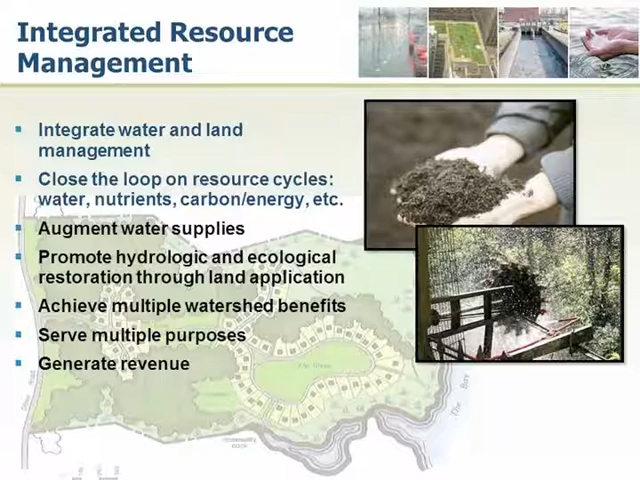 Integrated Resource
Management
Integrate water and land
management
Close the loop on resource cycles:
water, nutrients, carbon/energy, etc.
Augment water supplies
Promote hydrologic and ecological
restoration through land application
Achieve multiple watershed benefits
Serve multiple purposes
Generate revenue
The Bay